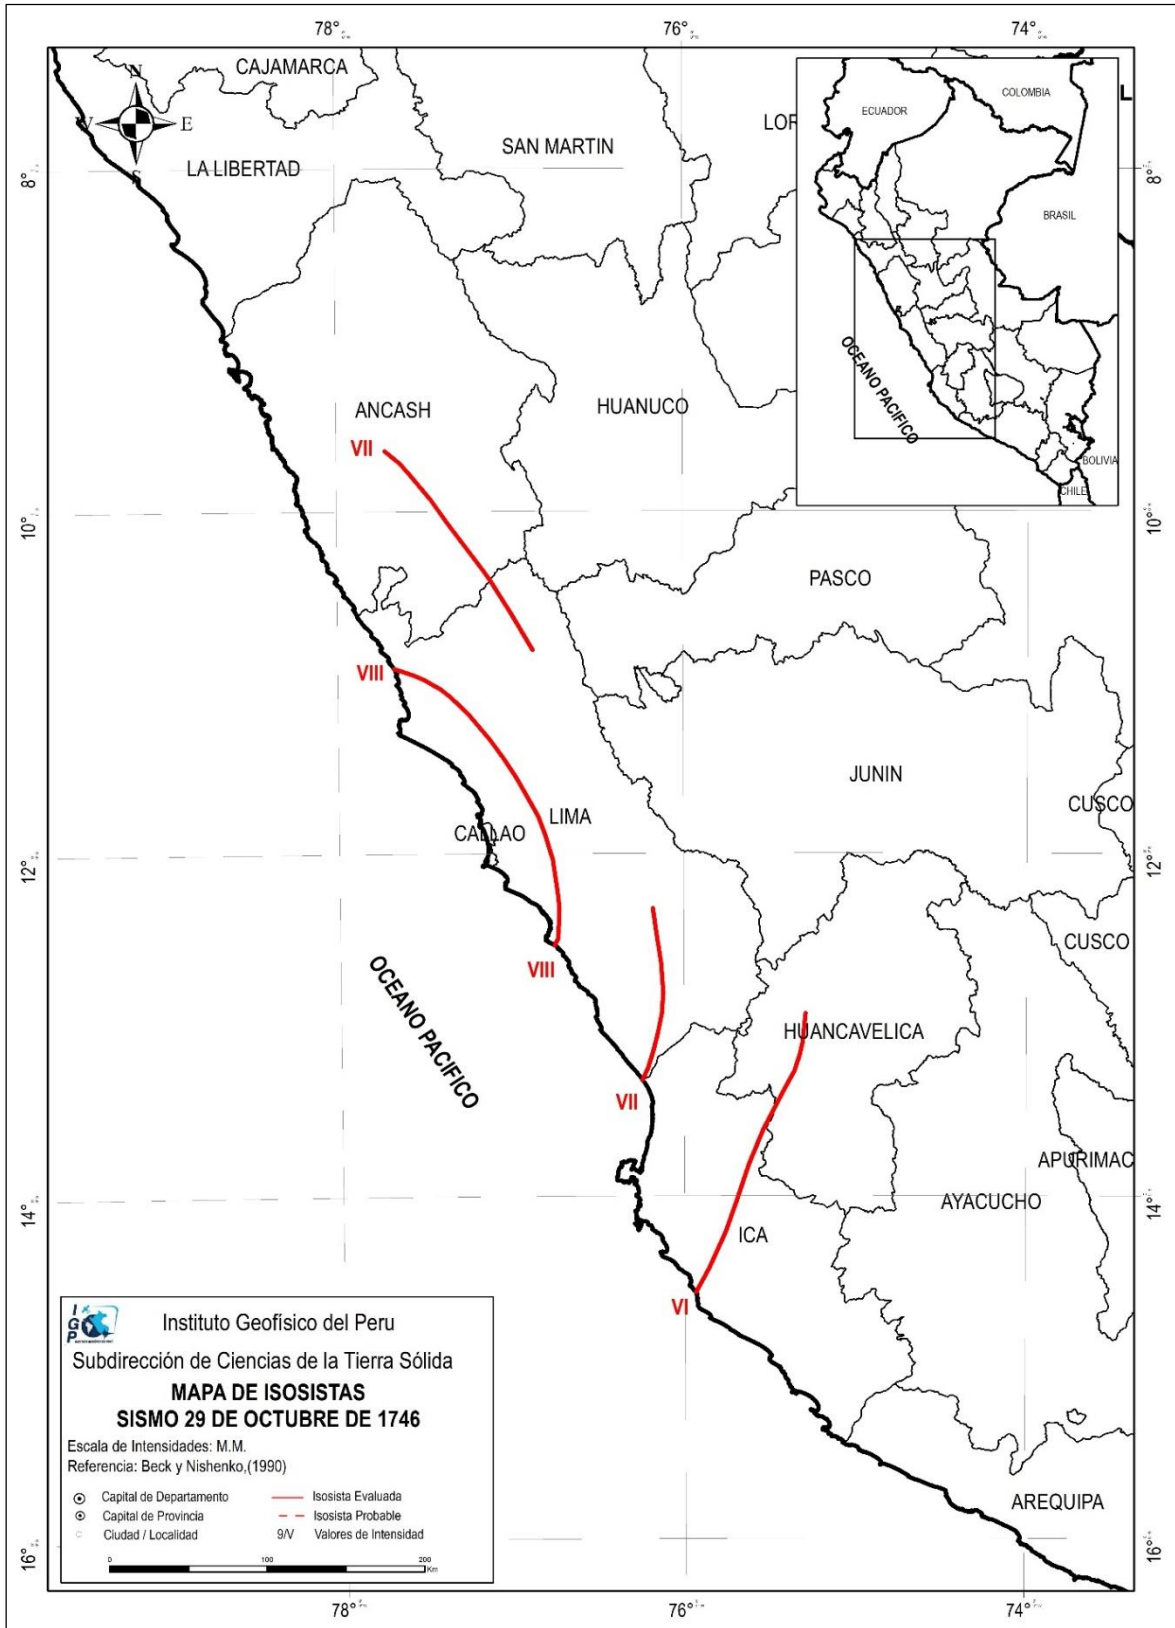 78°
76°
74°
CAJAMARCA
N
W
E
S
LA LIBERTAD
SAN MARTIN
LOR
L
COLOMBIA
ECUADOR
BRASIL
OCEANO PACIFICO
BOLIVIA
CHILE
8°
8°
ANCASH
HUANUCO
VII
10°
10°
PASCO
VIII
JUNIN
CUSCO
LIMA
CALLAO
12°
12°
CUSCO
VIII
OCEANO PACIFICO
HUANCAVELICA
VII
APURIMAC
AYACUCHO
14°
14°
ICA
VI
IGP
Instituto Geofísico del Peru
Subdirección de Ciencias de la Tierra Sólida
MAPA DE ISOSISTAS
SISMO 29 DE OCTUBRE DE 1746
Escala de Intensidades: M.M.
Referencia: Beck y Nishenko,(1990)
Capital de Departamento
Isosista Evaluada
Capital de Provincia
Isosista Probable
Ciudad / Localidad
9/V Valores de Intensidad
0 100 200
Km
AREQUIPA
16°
16°
78°
76°
74°